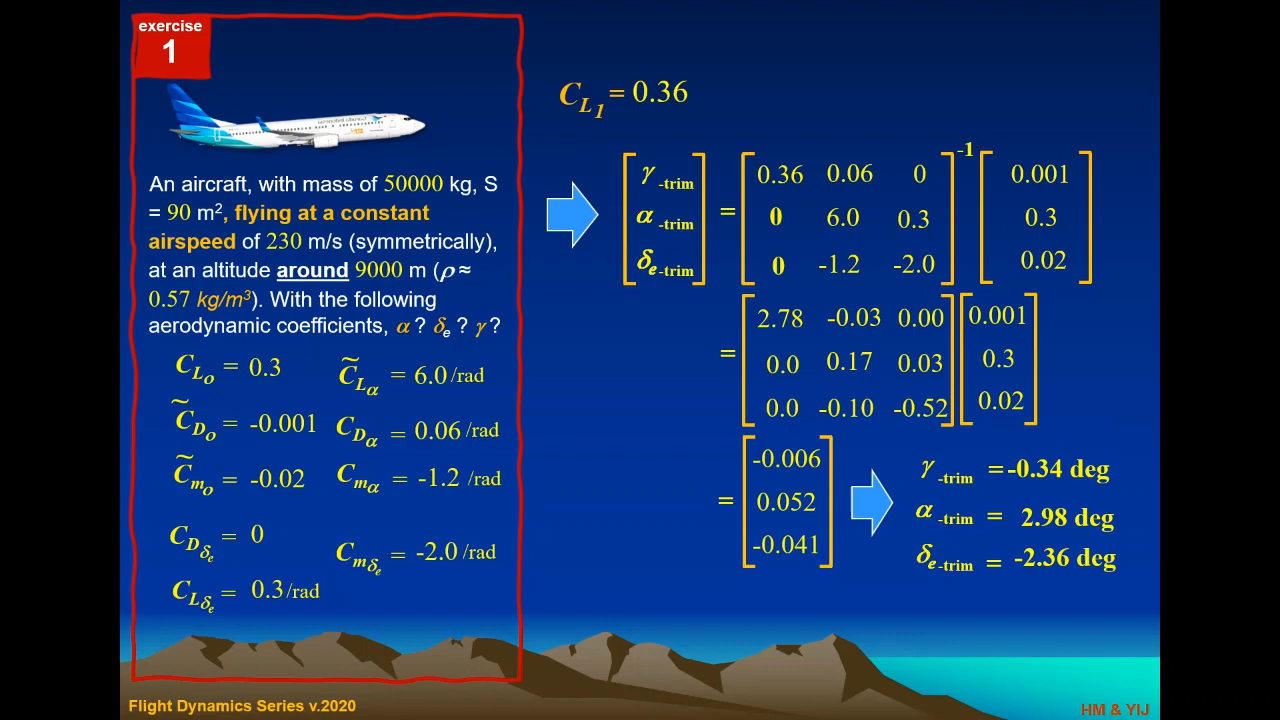 exercise
1
An aircraft, with mass of 50000 kg, S
= 90 m², flying at a constant
airspeed of 230 m/s (symmetrically),
at an altitude around 9000 m (ρ ≈
0.57 kg/m³). With the following
aerodynamic coefficients, α ? δe ? γ ?
C_Lo = 0.3
C̃_Lα = 6.0 /rad
C̃_Do = -0.001
C_Dα = 0.06 /rad
C̃_mo = -0.02
C_mα = -1.2 /rad
C_Dδe = 0
C_mδe = -2.0 /rad
C_Lδe = 0.3 /rad
C_L1 = 0.36
γ-trim 0.36 0.06 0 -1 0.001
α-trim = 0 6.0 0.3 0.3
δe-trim 0 -1.2 -2.0 0.02
2.78 -0.03 0.00 0.001
= 0.0 0.17 0.03 0.3
0.0 -0.10 -0.52 0.02
-0.006
= 0.052
-0.041
γ-trim = -0.34 deg
α-trim = 2.98 deg
δe-trim = -2.36 deg
Flight Dynamics Series v.2020
HM & YIJ